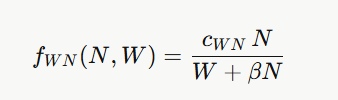 f_{WN}(N, W) = \frac{c_{WN} N}{W + \beta N}